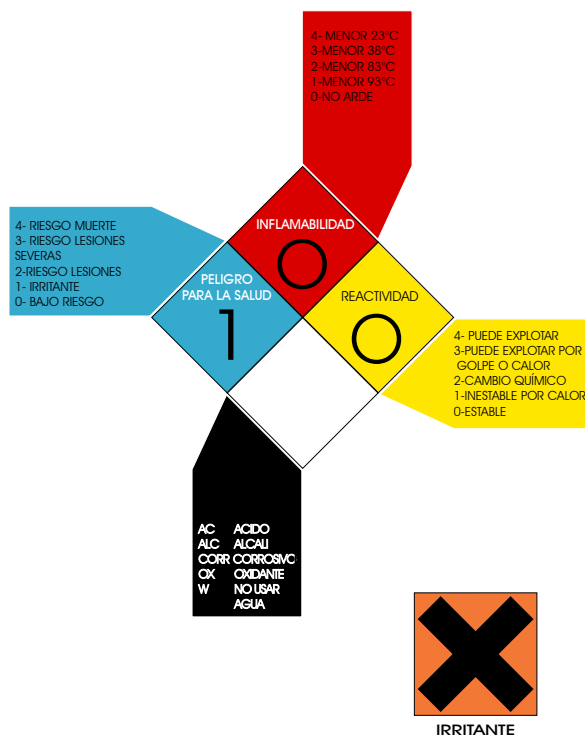 4- MENOR 23°C
3-MENOR 38°C
2-MENOR 83°C
1-MENOR 93°C
0-NO ARDE
4- RIESGO MUERTE
3- RIESGO LESIONES
SEVERAS
2-RIESGO LESIONES
1- IRRITANTE
0- BAJO RIESGO
INFLAMABILIDAD
0
PELIGRO
PARA LA SALUD
1
REACTIVIDAD
0
4- PUEDE EXPLOTAR
3-PUEDE EXPLOTAR POR
GOLPE O CALOR
2-CAMBIO QUÍMICO
1-INESTABLE POR CALOR
0-ESTABLE
AC ACIDO
ALC ALCALI
CORR CORROSIVO
OX OXIDANTE
W NO USAR
AGUA
IRRITANTE